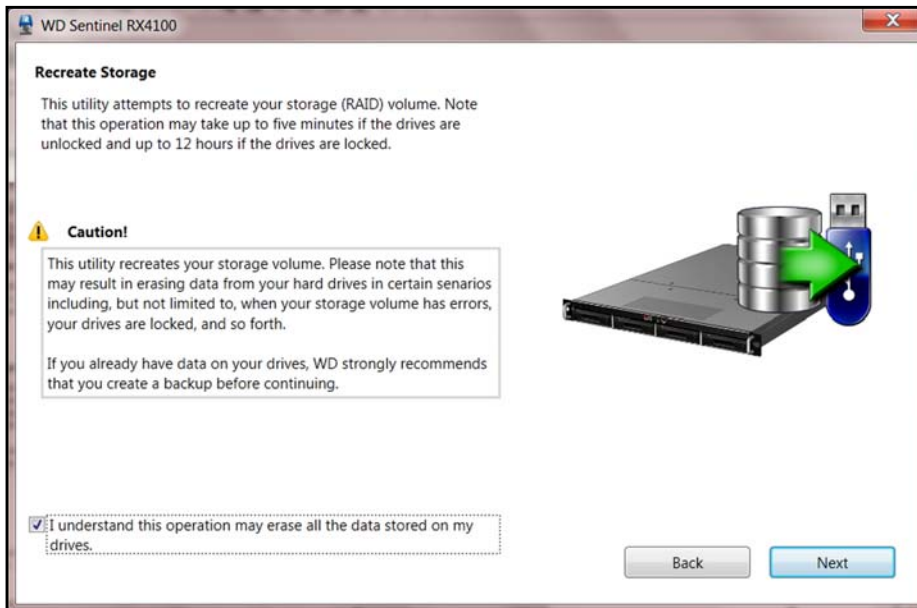 WD Sentinel RX4100
Recreate Storage
This utility attempts to recreate your storage (RAID) volume. Note
that this operation may take up to five minutes if the drives are
unlocked and up to 12 hours if the drives are locked.
Caution!
This utility recreates your storage volume. Please note that this
may result in erasing data from your hard drives in certain senarios
including, but not limited to, when your storage volume has errors,
your drives are locked, and so forth.
If you already have data on your drives, WD strongly recommends
that you create a backup before continuing.
I understand this operation may erase all the data stored on my
drives.
Back
Next